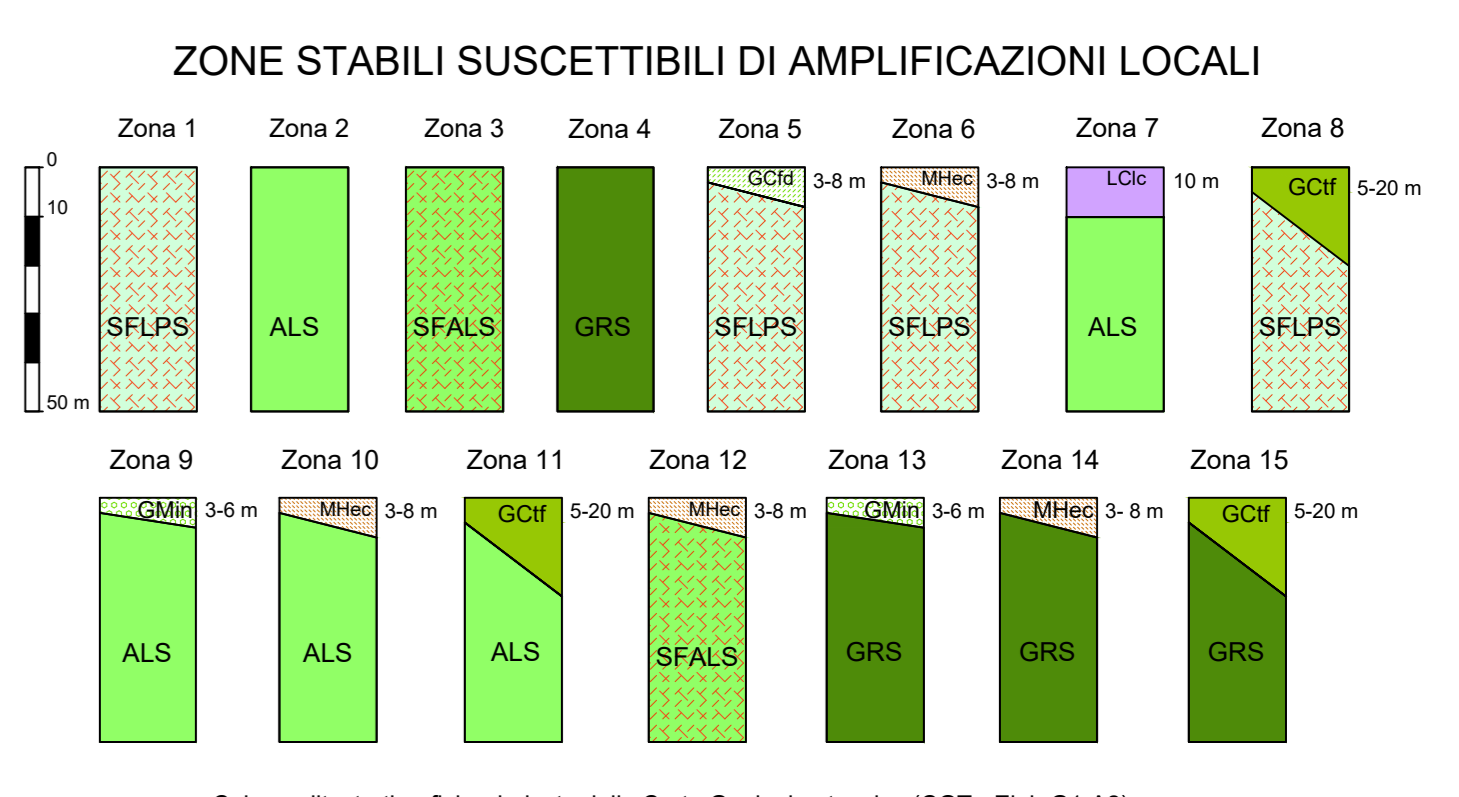 ZONE STABILI SUSCETTIBILI DI AMPLIFICAZIONI LOCALI
Zona 1 Zona 2 Zona 3 Zona 4 Zona 5 Zona 6 Zona 7 Zona 8
0
GCfd 3-8 m MHec 3-8 m LClc 10 m GCtf 5-20 m
10
SFLPS ALS SFALS GRS SFLPS SFLPS ALS SFLPS
50 m
Zona 9 Zona 10 Zona 11 Zona 12 Zona 13 Zona 14 Zona 15
GMin 3-6 m MHec 3-8 m GCtf 5-20 m MHec 3-8 m GMin 3-6 m MHec 3- 8 m GCtf 5-20 m
ALS ALS ALS SFALS GRS GRS GRS